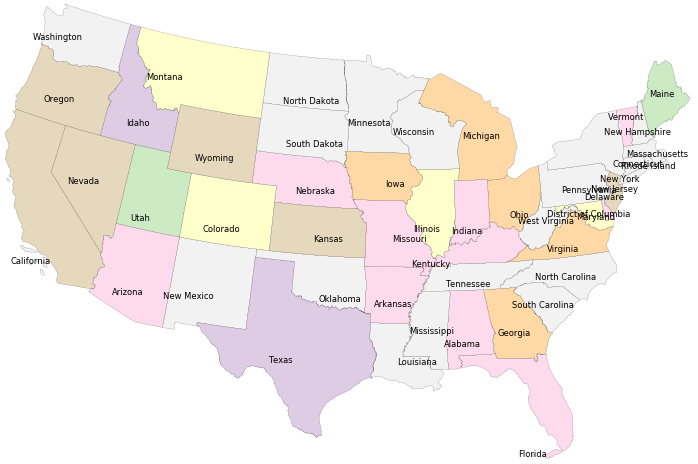 Washington
Montana
Maine
Oregon
North Dakota
Vermont
Idaho
Minnesota
Wisconsin
Michigan
New Hampshire
South Dakota
Massachusetts
Wyoming
Connecticut
Rhode Island
Nevada
New York
Nebraska
Iowa
Pennsylvania
New Jersey
Delaware
Utah
Ohio
District of Columbia
Maryland
West Virginia
Colorado
Illinois
Indiana
Kansas
Missouri
Virginia
California
Kentucky
North Carolina
Tennessee
Arizona
New Mexico
Oklahoma
Arkansas
South Carolina
Mississippi
Georgia
Alabama
Texas
Louisiana
Florida